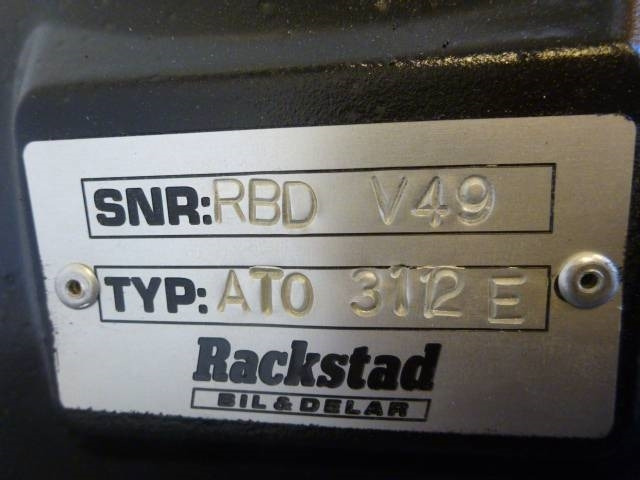 SNR: RBD V49
TYP: ATO 3112 E
Rackstad
BIL & DELAR